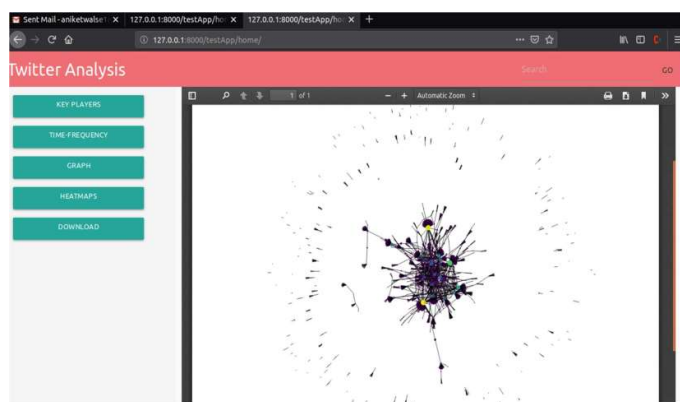 Sent Mail - aniketwalse1
127.0.0.1:8000/testApp/ho
127.0.0.1:8000/testApp/ho
127.0.0.1:8000/testApp/home/
Twitter Analysis
Search
GO
KEY PLAYERS
TIME-FREQUENCY
GRAPH
HEATMAPS
DOWNLOAD
1 of 1
Automatic Zoom